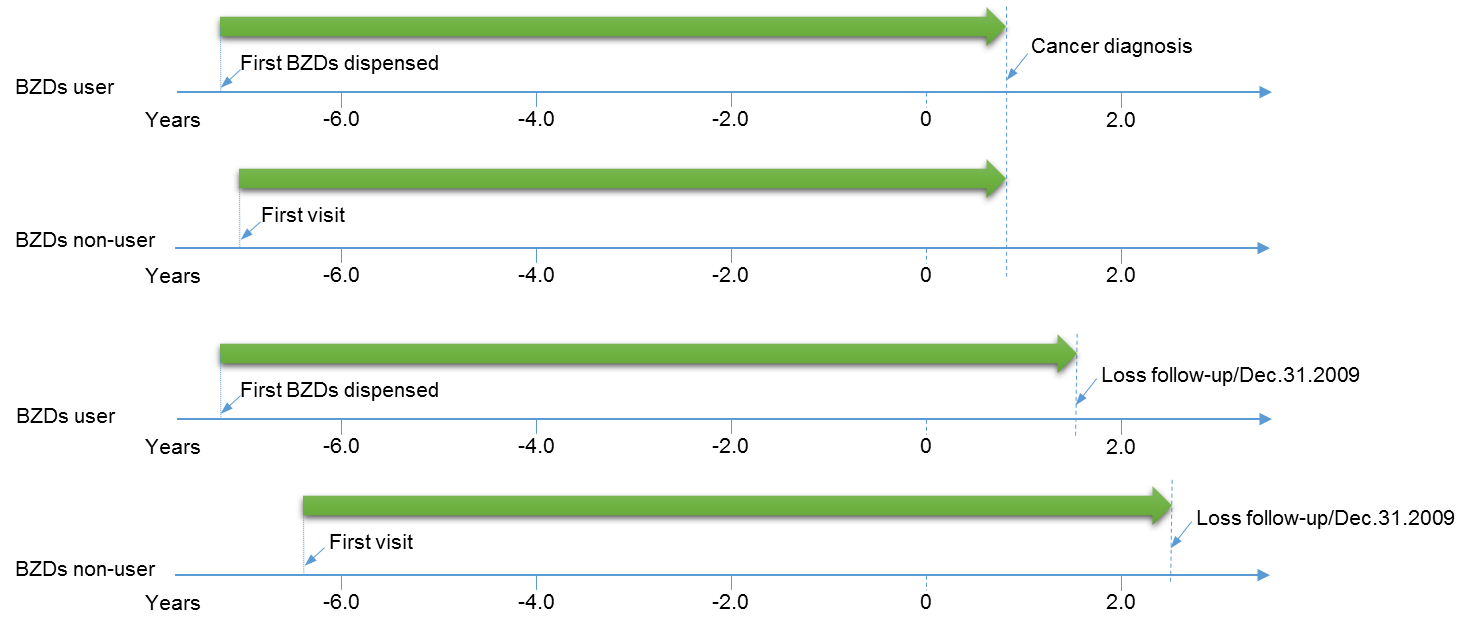 Cancer diagnosis
First BZDs dispensed
BZDs user
Years -6.0 -4.0 -2.0 0 2.0
First visit
BZDs non-user
Years -6.0 -4.0 -2.0 0 2.0
Loss follow-up/Dec.31.2009
First BZDs dispensed
BZDs user
Years -6.0 -4.0 -2.0 0 2.0
Loss follow-up/Dec.31.2009
First visit
BZDs non-user
Years -6.0 -4.0 -2.0 0 2.0